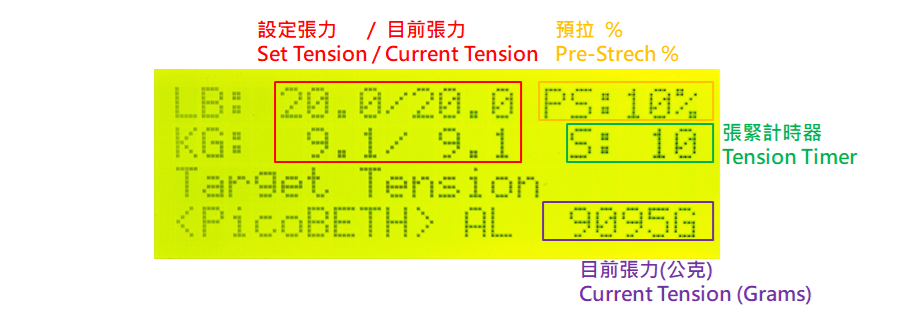 設定張力 / 目前張力
Set Tension / Current Tension
預拉 %
Pre-Strech %
LB: 20.0/20.0 PS:10%
KG: 9.1/ 9.1 S: 10
Target Tension
<PicoBETH> AL 9095G
張緊計時器
Tension Timer
目前張力(公克)
Current Tension (Grams)